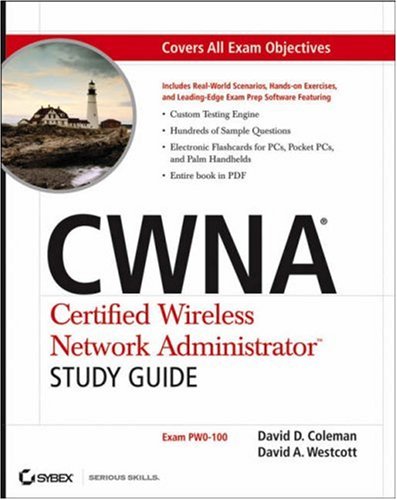 Covers All Exam Objectives
Includes Real-World Scenarios, Hands-on Exercises,
and Leading-Edge Exam Prep Software Featuring
• Custom Testing Engine
• Hundreds of Sample Questions
• Electronic Flashcards for PCs, Pocket PCs,
and Palm Handhelds
• Entire book in PDF
CWNA®
Certified Wireless
Network Administrator™
STUDY GUIDE
Exam PW0-100
David D. Coleman
David A. Westcott
SYBEX
SERIOUS SKILLS.